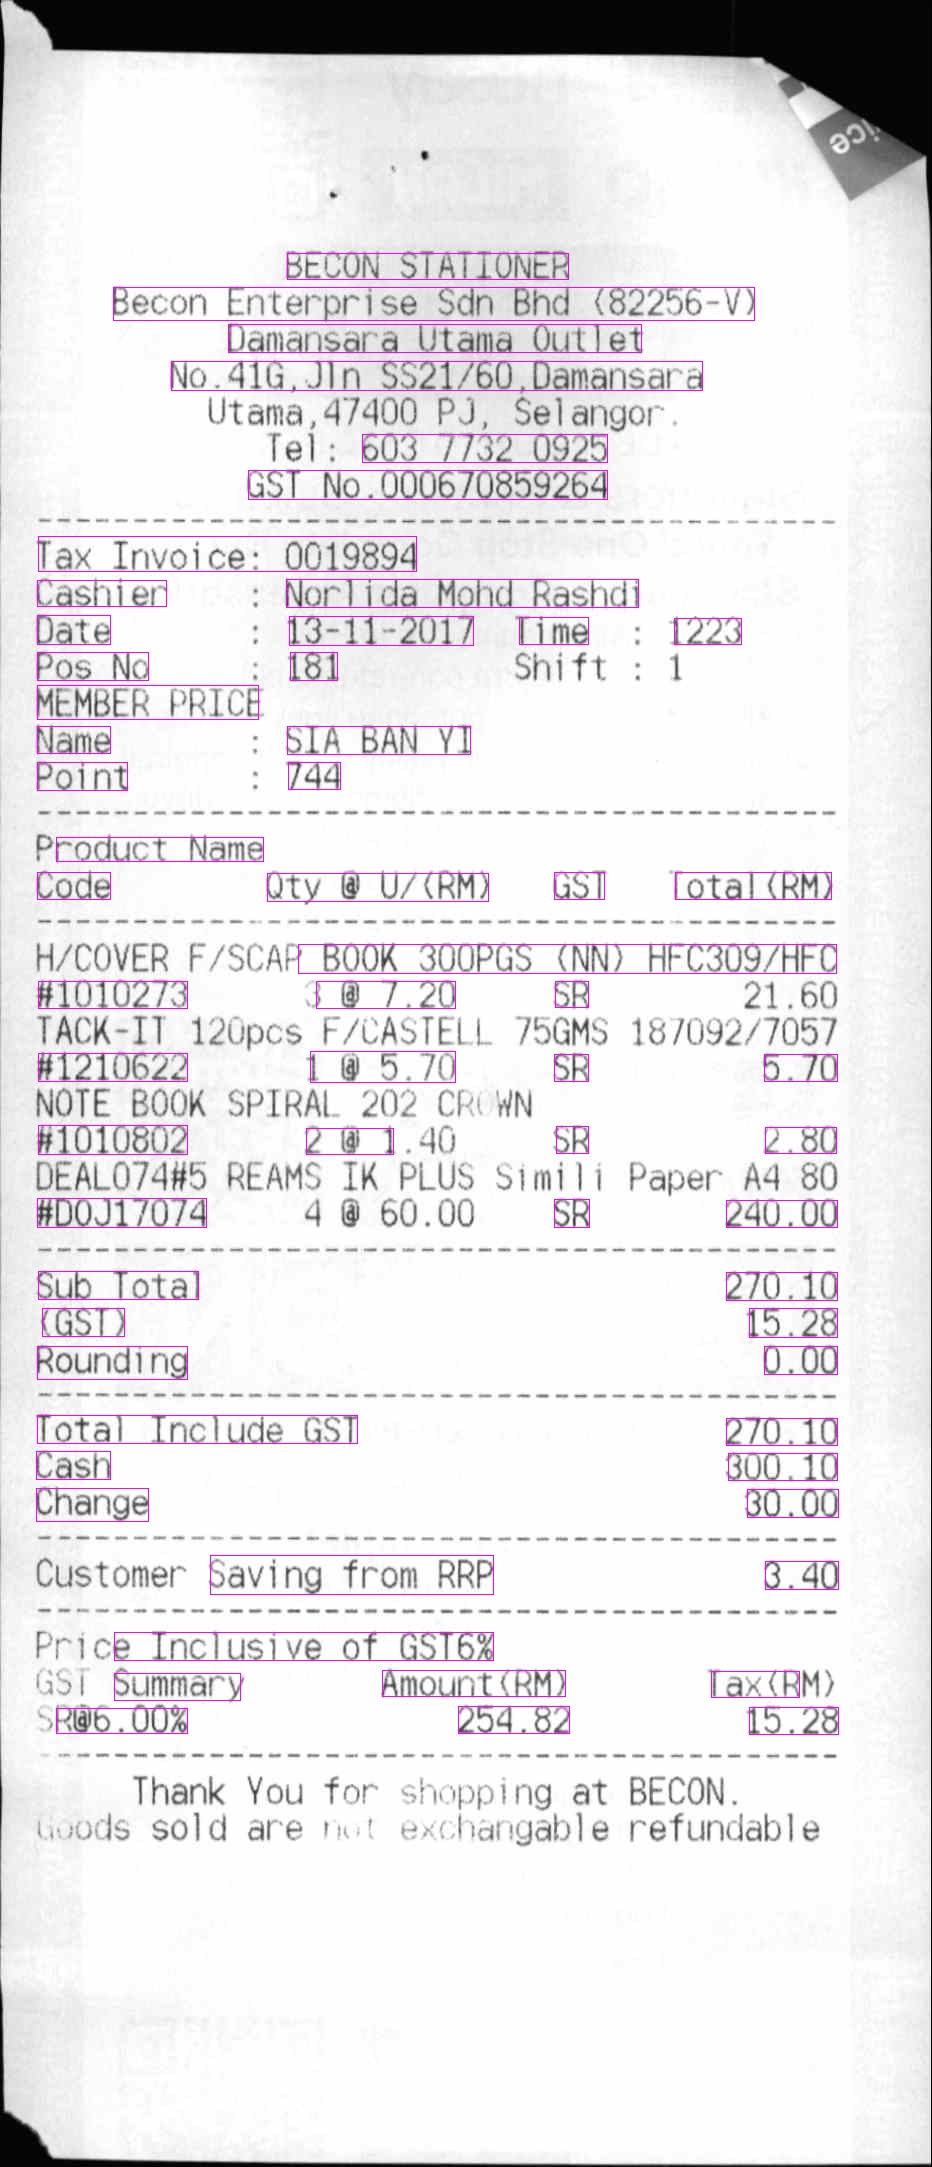 BECON STATIONER
Becon Enterprise Sdn Bhd (82256-V)
Damansara Utama Outlet
No.41G,Jln SS21/60,Damansara
Utama,47400 PJ, Selangor.
Tel: 603 7732 0925
GST No.000670859264
Tax Invoice: 0019894
Cashier : Norlida Mohd Rashdi
Date : 13-11-2017 Time : 1223
Pos No : 181 Shift : 1
MEMBER PRICE
Name : SIA BAN YI
Point : 744
Product Name
Code Qty @ U/(RM) GST Total(RM)
H/COVER F/SCAP BOOK 300PGS (NN) HFC309/HFC
#1010273 3 @ 7.20 SR 21.60
TACK-IT 120pcs F/CASTELL 75GMS 187092/7057
#1210622 1 @ 5.70 SR 5.70
NOTE BOOK SPIRAL 202 CROWN
#1010802 2 @ 1.40 SR 2.80
DEAL074#5 REAMS IK PLUS Simili Paper A4 80
#DOJ17074 4 @ 60.00 SR 240.00
Sub Total 270.10
(GST) 15.28
Rounding 0.00
Total Include GST 270.10
Cash 300.10
Change 30.00
Customer Saving from RRP 3.40
Price Inclusive of GST6%
GST Summary Amount(RM) Tax(RM)
SR@6.00% 254.82 15.28
Thank You for shopping at BECON.
Goods sold are not exchangable refundable